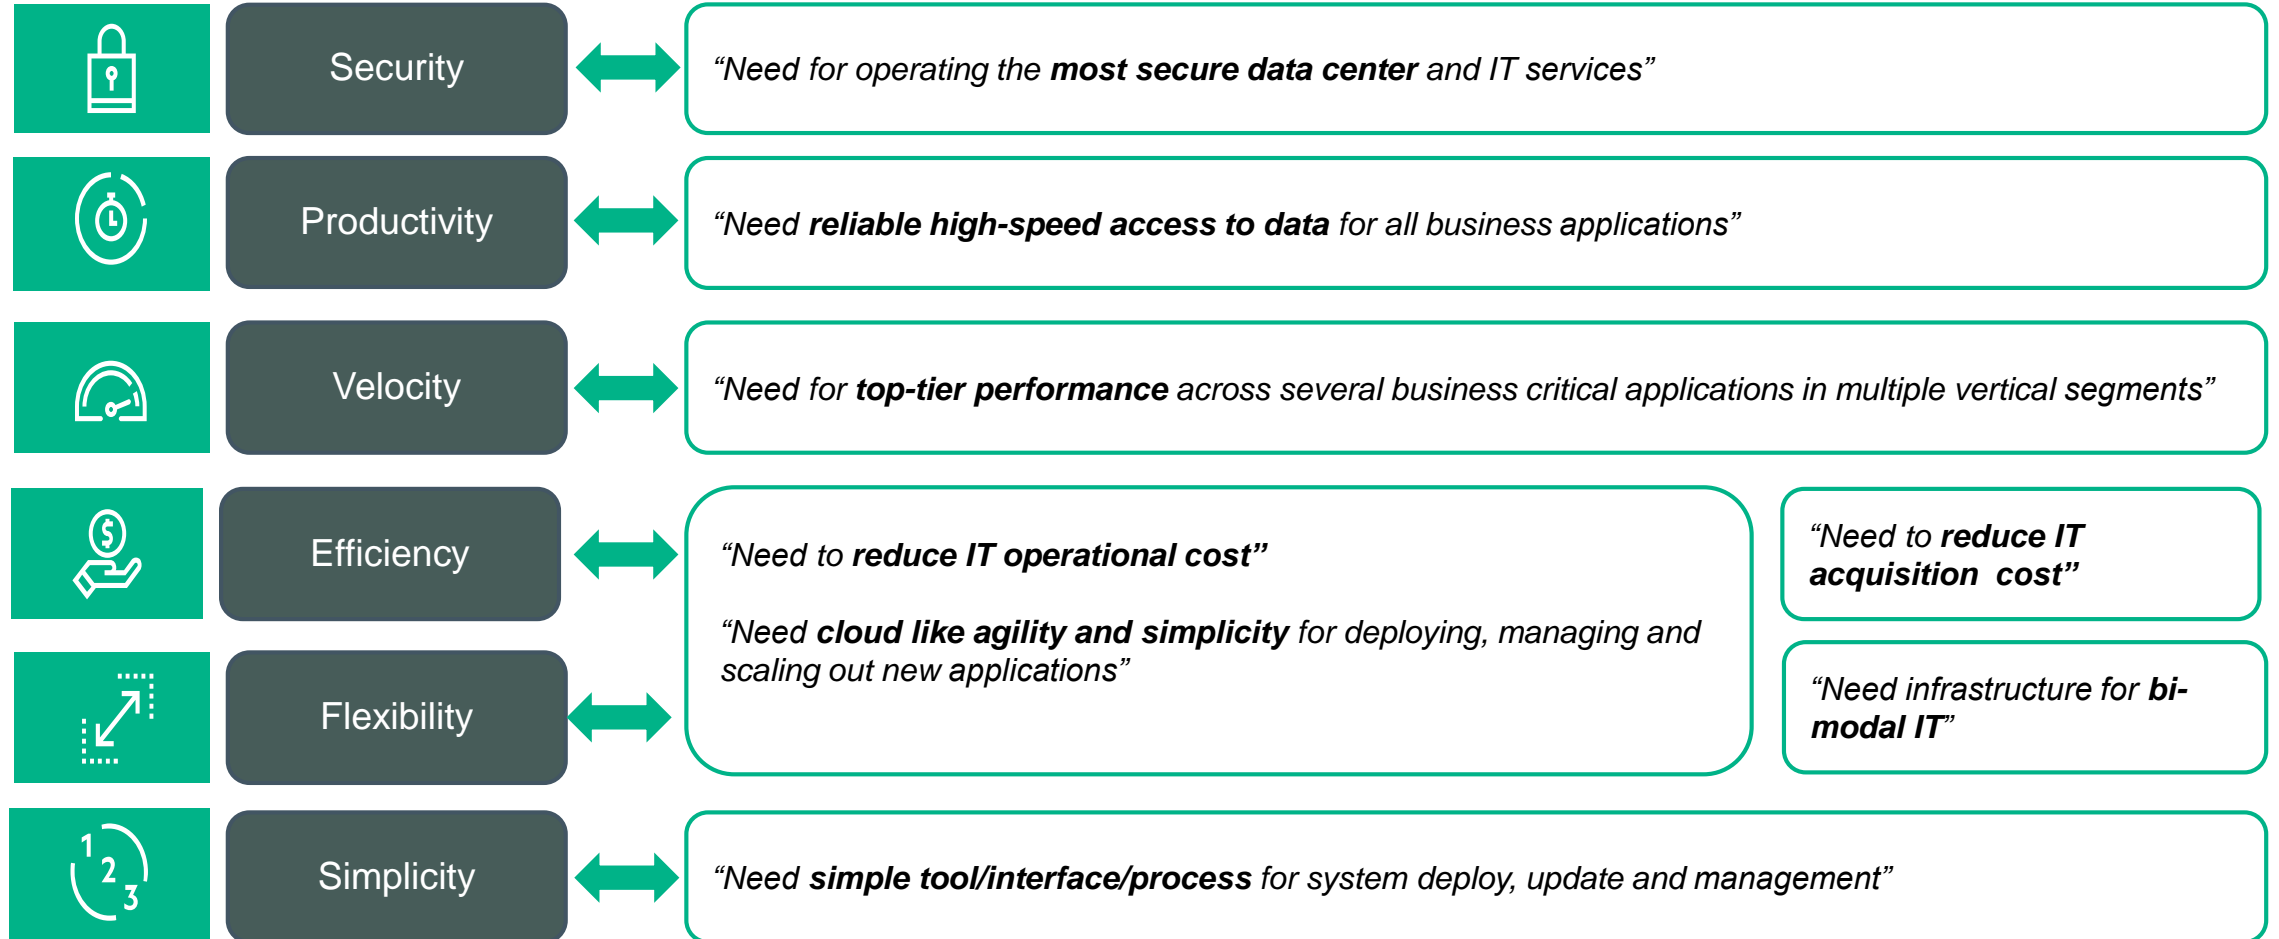 Security
“Need for operating the most secure data center and IT services”
Productivity
“Need reliable high-speed access to data for all business applications”
Velocity
“Need for top-tier performance across several business critical applications in multiple vertical segments”
Efficiency
“Need to reduce IT operational cost”
“Need cloud like agility and simplicity for deploying, managing and
scaling out new applications”
“Need to reduce IT
acquisition  cost”
Flexibility
“Need infrastructure for bi-
modal IT”
1
2
3
Simplicity
“Need simple tool/interface/process for system deploy, update and management”